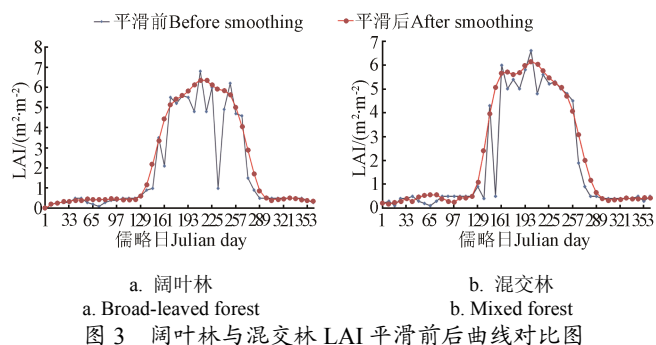 平滑前Before smoothing 平滑后After smoothing
LAI/(m²·m⁻²)
8
7
6
5
4
3
2
1
0
1 33 65 97 129 161 193 225 257 289 321 353
儒略日Julian day
LAI/(m²·m⁻²)
7
6
5
4
3
2
1
0
1 33 65 97 129 161 193 225 257 289 321 353
儒略日Julian day
a. 阔叶林
a. Broad-leaved forest
b. 混交林
b. Mixed forest
图 3 阔叶林与混交林 LAI 平滑前后曲线对比图